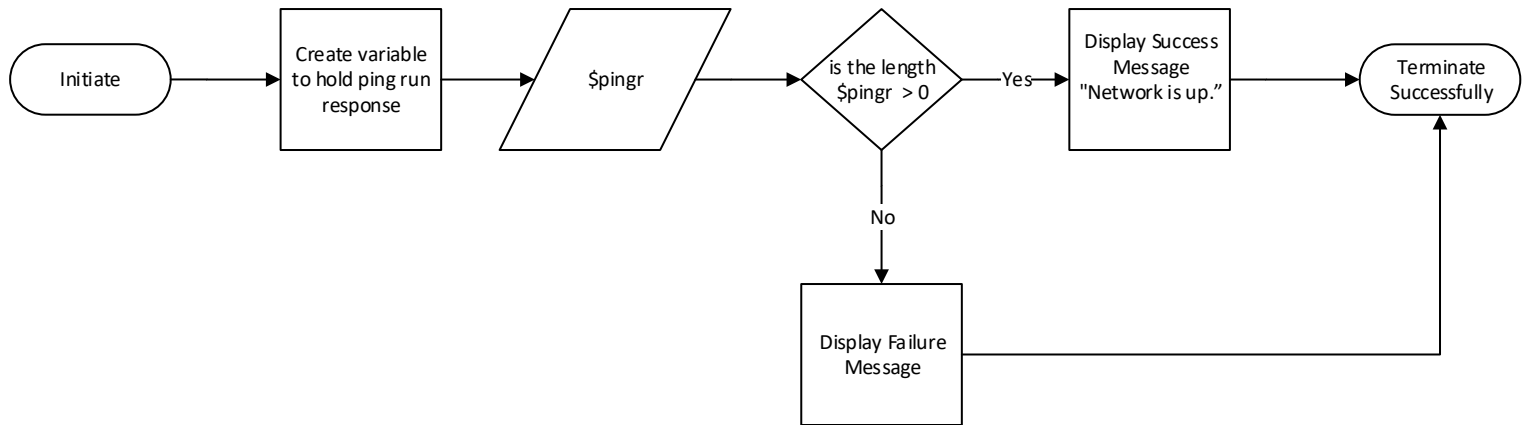 Initiate
Create variable
to hold ping run
response
$pingr
is the length
$pingr > 0
Yes
Display Success
Message
"Network is up.”
Terminate
Successfully
No
Display Failure
Message